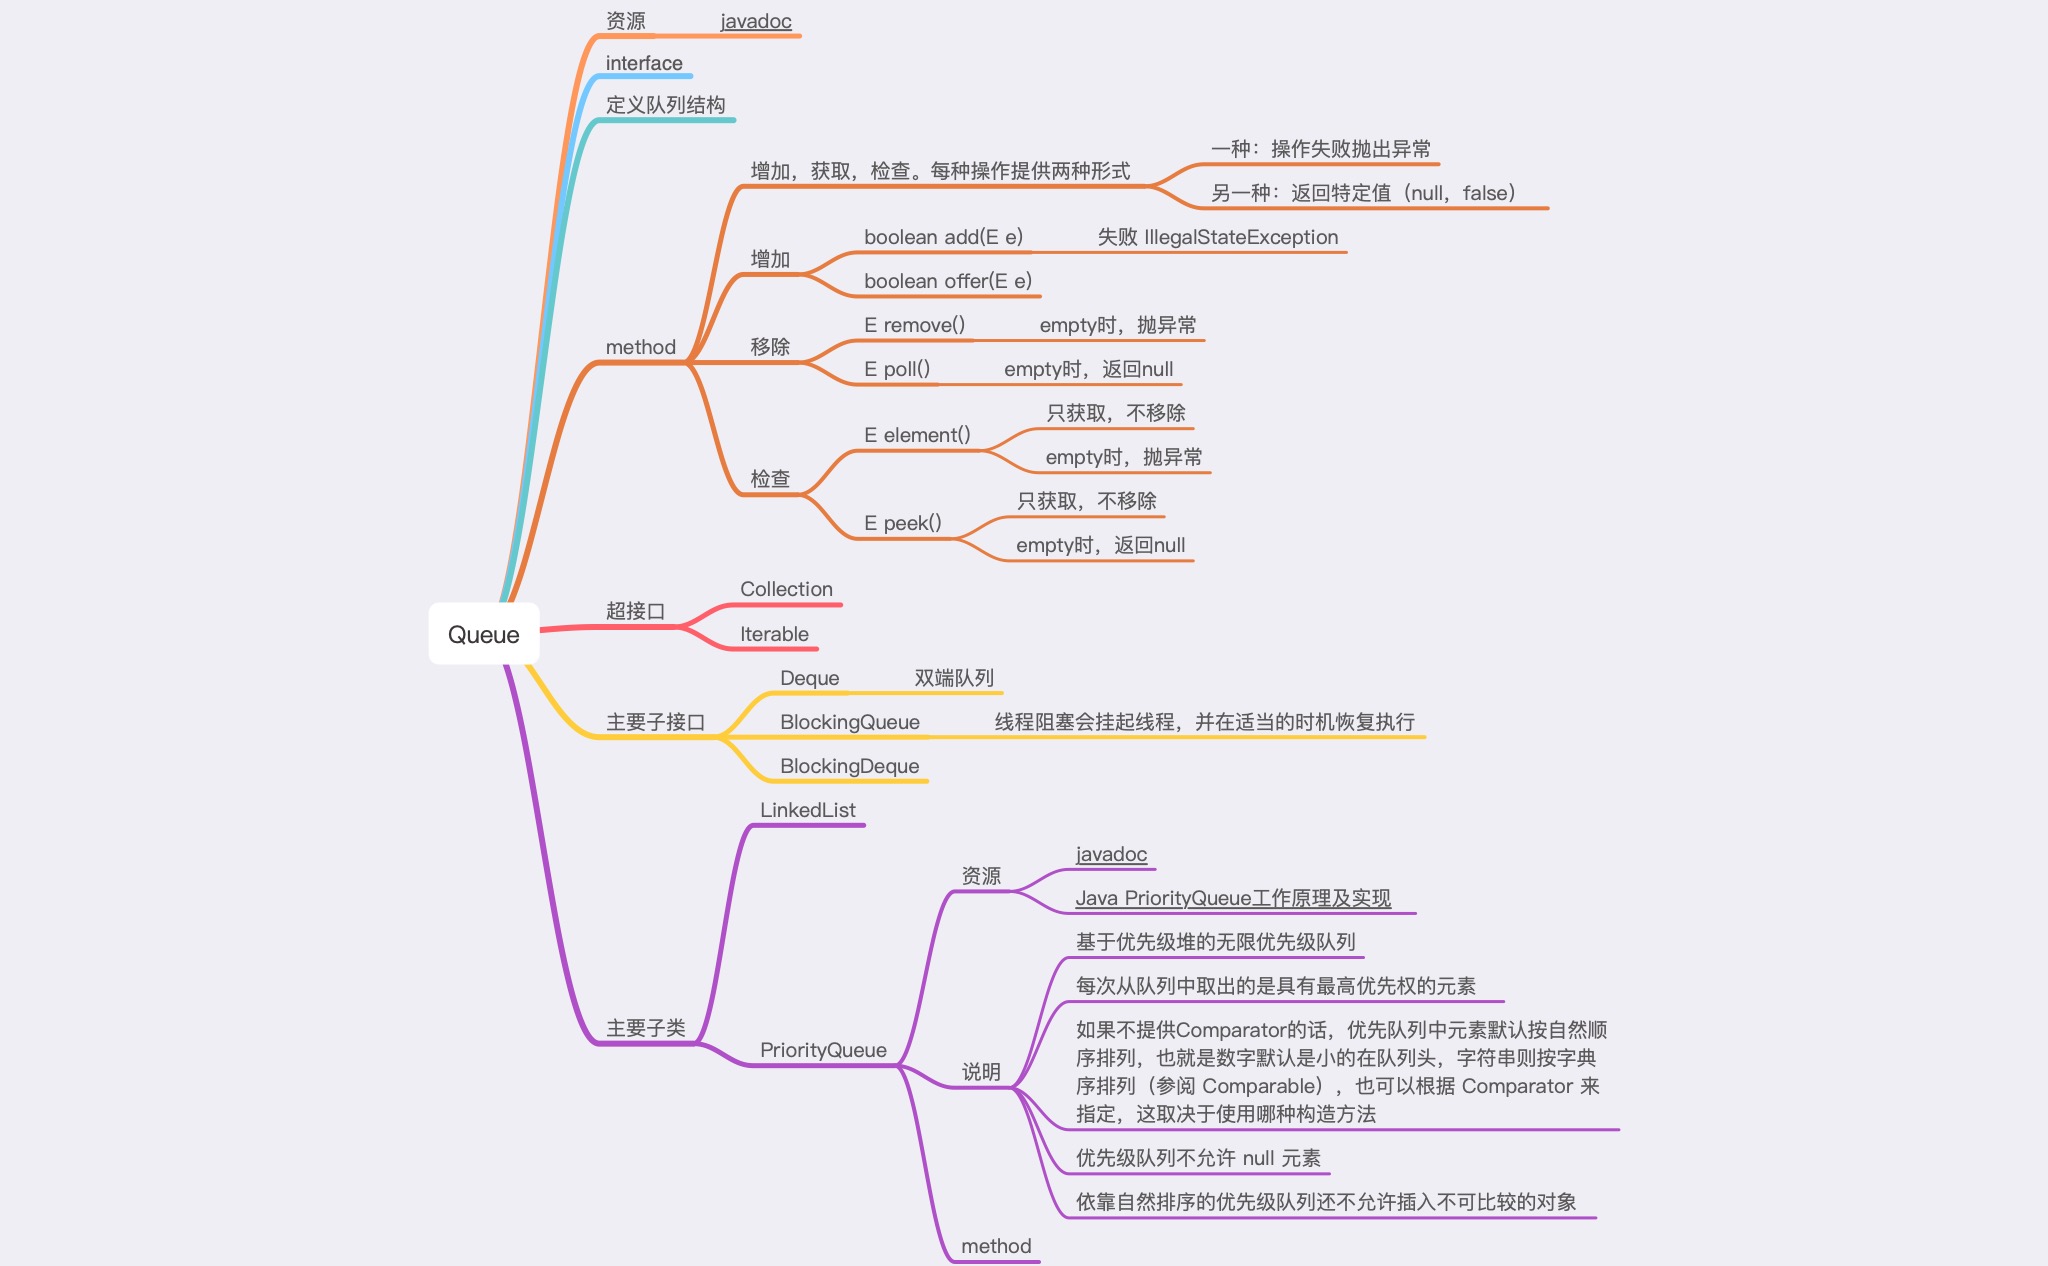 资源
javadoc
interface
定义队列结构
增加，获取，检查。每种操作提供两种形式
一种：操作失败抛出异常
另一种：返回特定值（null，false）
增加
boolean add(E e)
失败 IllegalStateException
boolean offer(E e)
method
移除
E remove()
empty时，抛异常
E poll()
empty时，返回null
检查
E element()
只获取，不移除
empty时，抛异常
E peek()
只获取，不移除
empty时，返回null
Queue
超接口
Collection
Iterable
主要子接口
Deque
双端队列
BlockingQueue
线程阻塞会挂起线程，并在适当的时机恢复执行
BlockingDeque
主要子类
LinkedList
PriorityQueue
资源
javadoc
Java PriorityQueue工作原理及实现
说明
基于优先级堆的无限优先级队列
每次从队列中取出的是具有最高优先权的元素
如果不提供Comparator的话，优先队列中元素默认按自然顺
序排列，也就是数字默认是小的在队列头，字符串则按字典
序排列（参阅 Comparable），也可以根据 Comparator 来
指定，这取决于使用哪种构造方法
优先级队列不允许 null 元素
依靠自然排序的优先级队列还不允许插入不可比较的对象
method